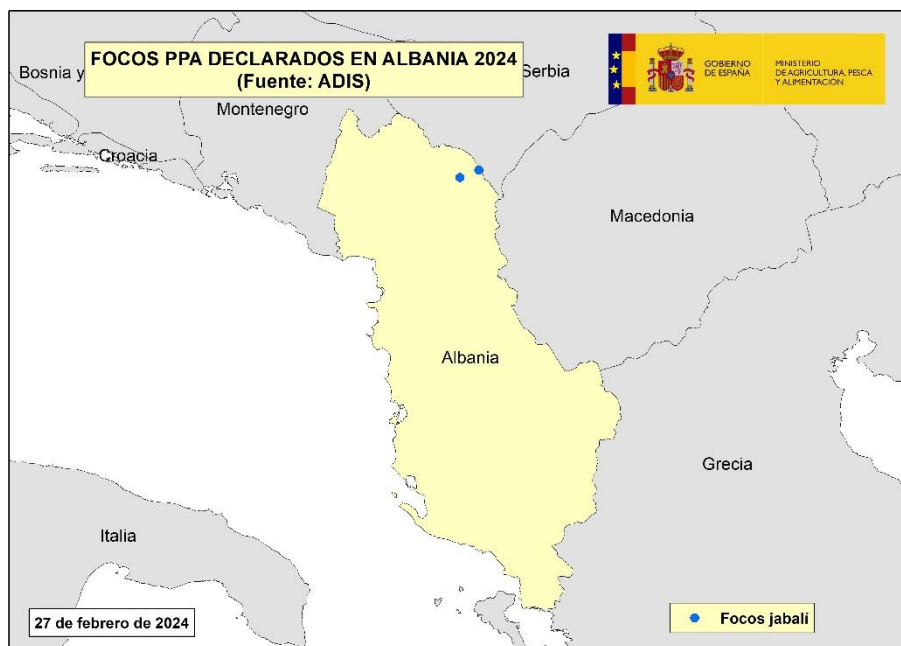 FOCOS PPA DECLARADOS EN ALBANIA 2024
(Fuente: ADIS)
GOBIERNO
DE ESPAÑA
MINISTERIO
DE AGRICULTURA, PESCA
Y ALIMENTACIÓN
Bosnia y
Serbia
Montenegro
Croacia
Macedonia
Albania
Grecia
Italia
27 de febrero de 2024
Focos jabalí